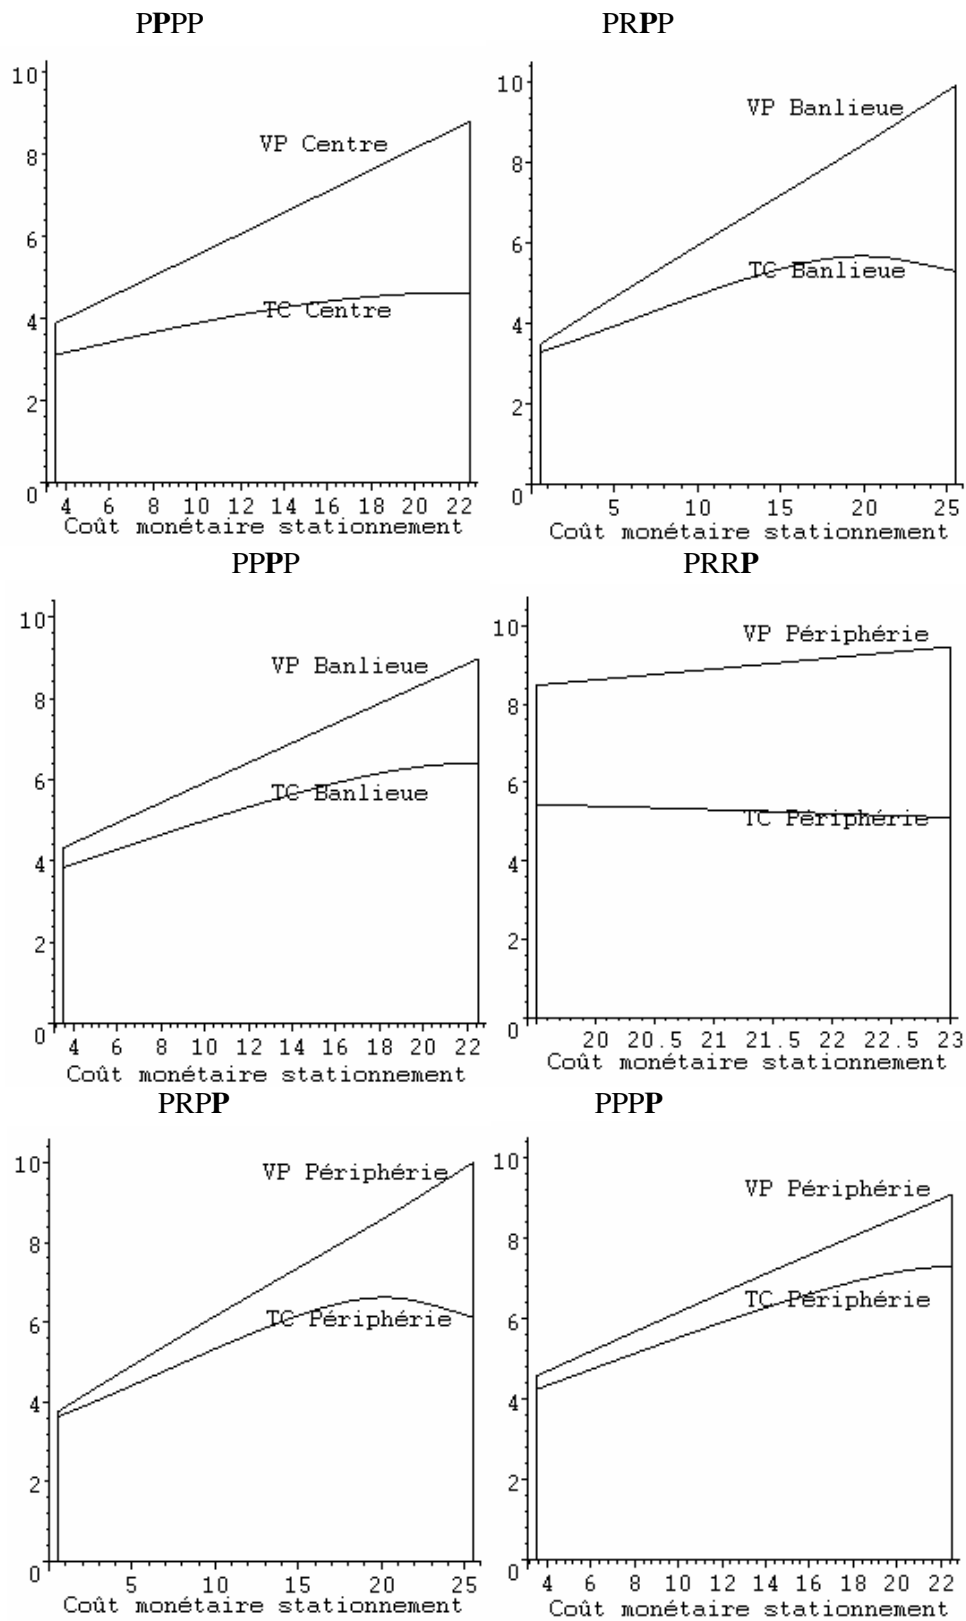 PPPP
PRPP
10
8
6
4
2
0
VP Centre
TC Centre
4 6 8 10 12 14 16 18 20 22
Coût monétaire stationnement
10
8
6
4
2
0
VP Banlieue
TC Banlieue
5 10 15 20 25
Coût monétaire stationnement
PPPP
PRRP
10
8
6
4
2
0
VP Banlieue
TC Banlieue
4 6 8 10 12 14 16 18 20 22
Coût monétaire stationnement
10
8
6
4
2
0
VP Périphérie
TC Périphérie
20 20.5 21 21.5 22 22.5 23
Coût monétaire stationnement
PRPP
PPPP
10
8
6
4
2
0
VP Périphérie
TC Périphérie
5 10 15 20 25
Coût monétaire stationnement
10
8
6
4
2
0
VP Périphérie
TC Périphérie
4 6 8 10 12 14 16 18 20 22
Coût monétaire stationnement